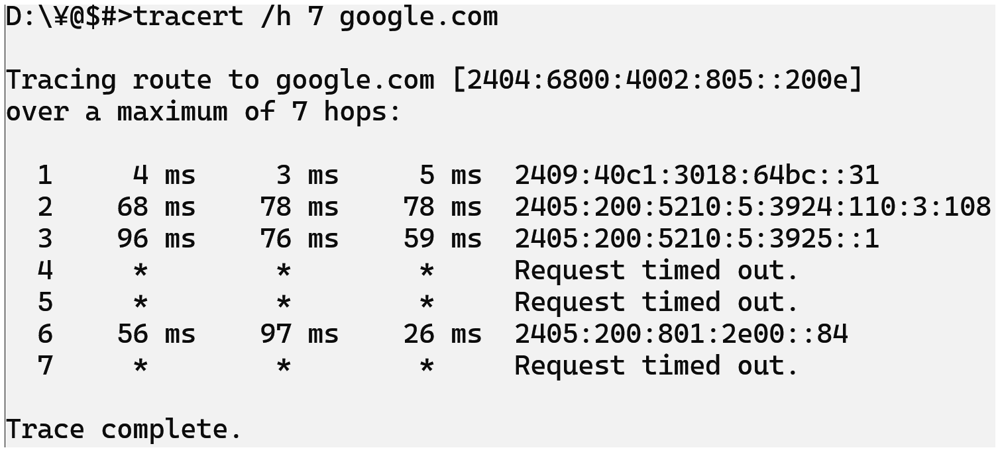 D:\¥@$#>tracert /h 7 google.com
Tracing route to google.com [2404:6800:4002:805::200e]
over a maximum of 7 hops:
1 4 ms 3 ms 5 ms 2409:40c1:3018:64bc::31
2 68 ms 78 ms 78 ms 2405:200:5210:5:3924:110:3:108
3 96 ms 76 ms 59 ms 2405:200:5210:5:3925::1
4 * * * Request timed out.
5 * * * Request timed out.
6 56 ms 97 ms 26 ms 2405:200:801:2e00::84
7 * * * Request timed out.
Trace complete.